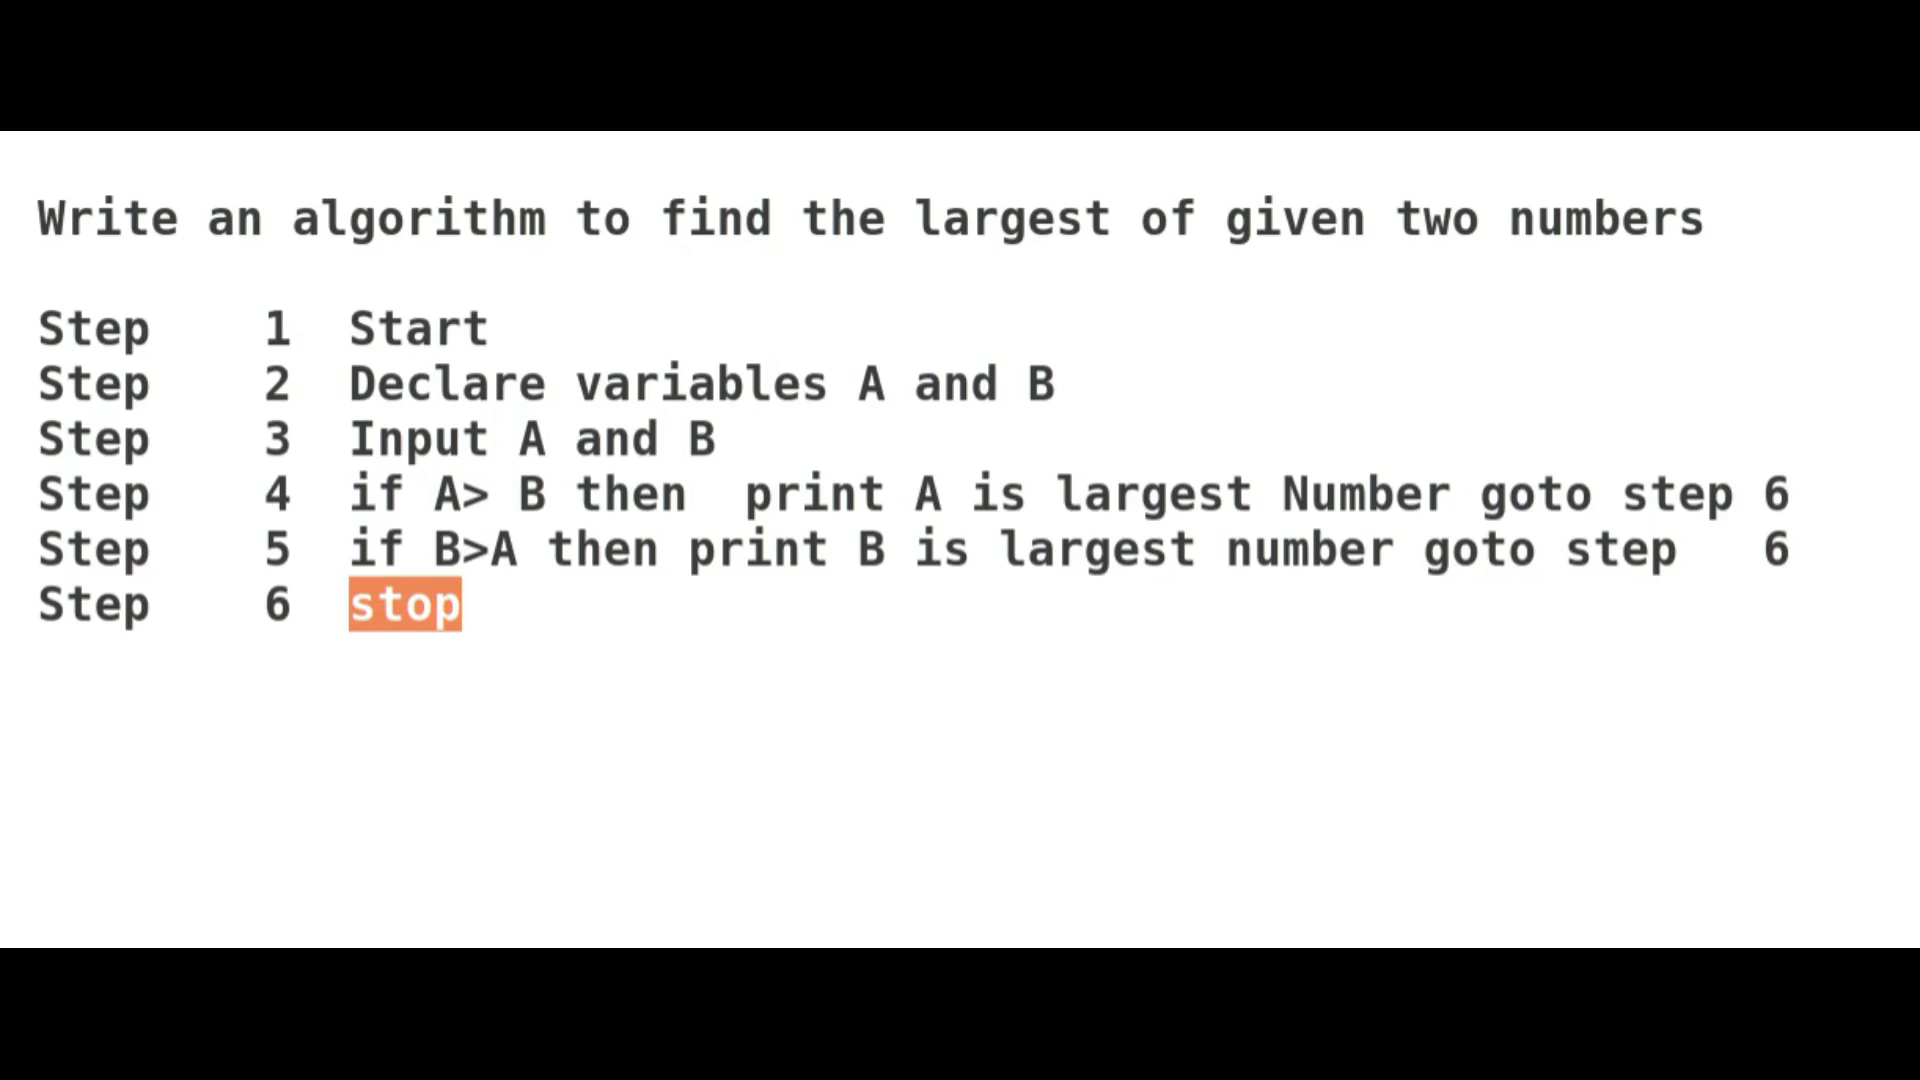 Write an algorithm to find the largest of given two numbers
Step 1 Start
Step 2 Declare variables A and B
Step 3 Input A and B
Step 4 if A> B then print A is largest Number goto step 6
Step 5 if B>A then print B is largest number goto step 6
Step 6 stop